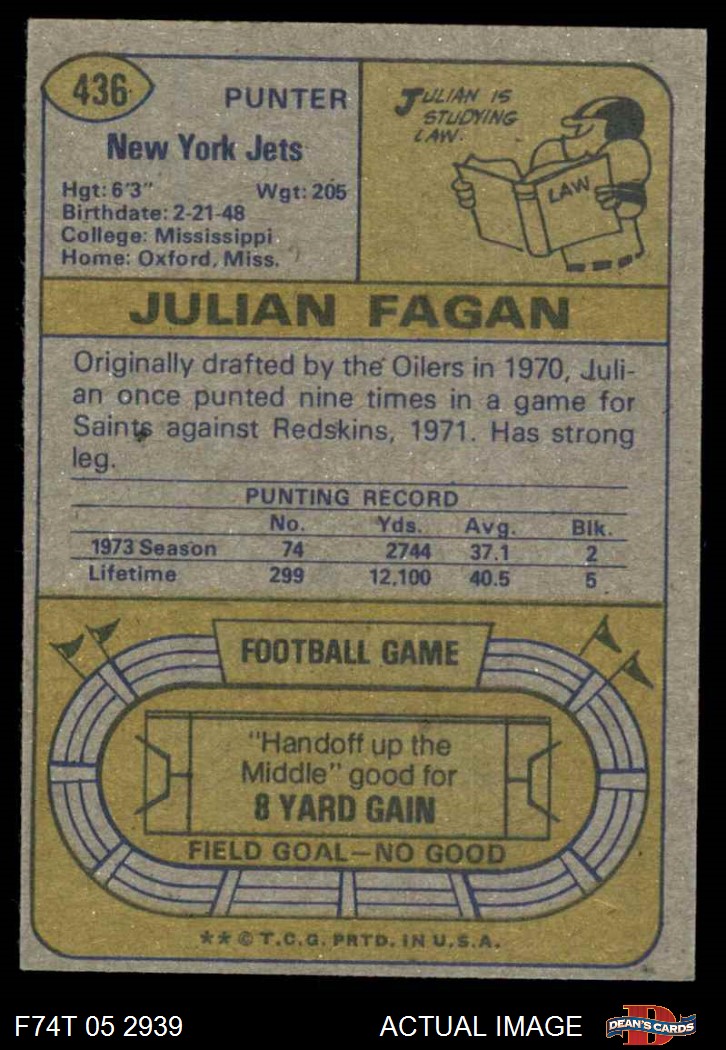 436
PUNTER
New York Jets
Hgt: 6'3" Wgt: 205
Birthdate: 2-21-48
College: Mississippi
Home: Oxford, Miss.
JULIAN IS
STUDYING
LAW.
LAW
JULIAN FAGAN
Originally drafted by the Oilers in 1970, Juli-
an once punted nine times in a game for
Saints against Redskins, 1971. Has strong
leg.
PUNTING RECORD
No. Yds. Avg. Blk.
1973 Season 74 2744 37.1 2
Lifetime 299 12,100 40.5 5
FOOTBALL GAME
"Handoff up the
Middle" good for
8 YARD GAIN
FIELD GOAL—NO GOOD
** © T.C.G. PRTD. IN U.S.A.
F74T 05 2939 ACTUAL IMAGE
D
DEAN'S CARDS